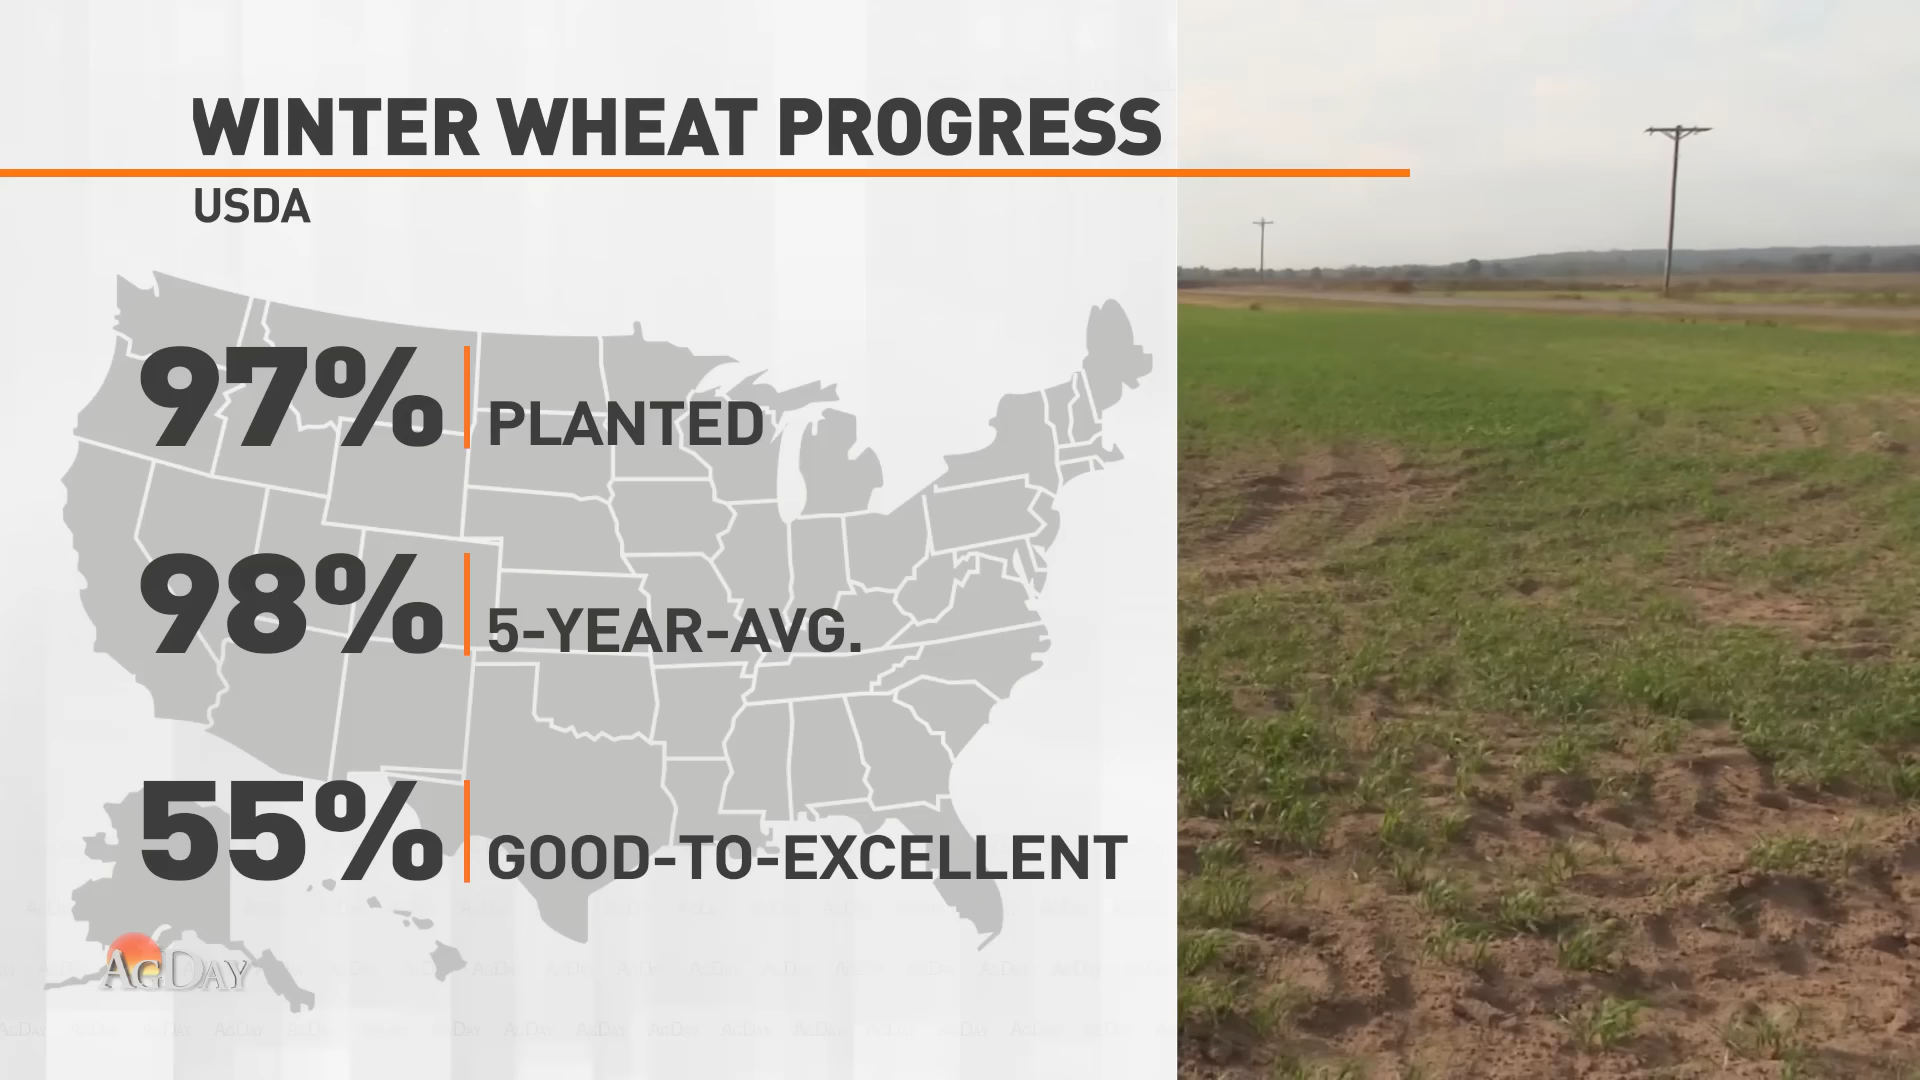 WINTER WHEAT PROGRESS
USDA
97% PLANTED
98% 5-YEAR-AVG.
55% GOOD-TO-EXCELLENT
AGDAY